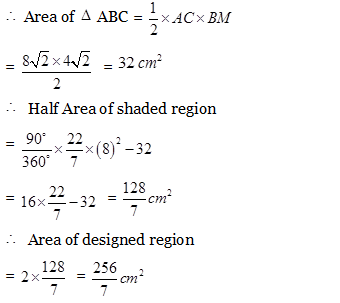 ∴ Area of Δ ABC = 1/2 × AC × BM
= (8√2 × 4√2)/2 = 32 cm²
∴ Half Area of shaded region
= 90°/360° × 22/7 × (8)² − 32
= 16 × 22/7 − 32 = 128/7 cm²
∴ Area of designed region
= 2 × 128/7 = 256/7 cm²